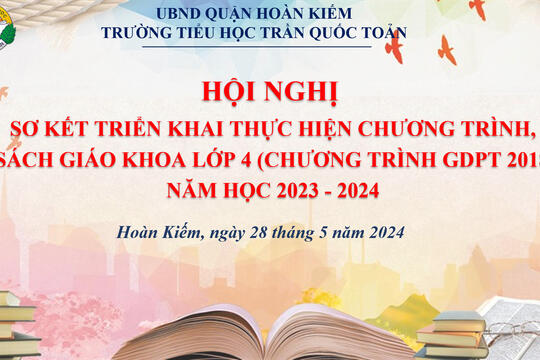 UBND QUẬN HOÀN KIẾM
TRƯỜNG TIỂU HỌC TRẦN QUỐC TOẢN
HỘI NGHỊ
SƠ KẾT TRIỂN KHAI THỰC HIỆN CHƯƠNG TRÌNH,
SÁCH GIÁO KHOA LỚP 4 (CHƯƠNG TRÌNH GDPT 2018
NĂM HỌC 2023 - 2024
Hoàn Kiếm, ngày 28 tháng 5 năm 2024